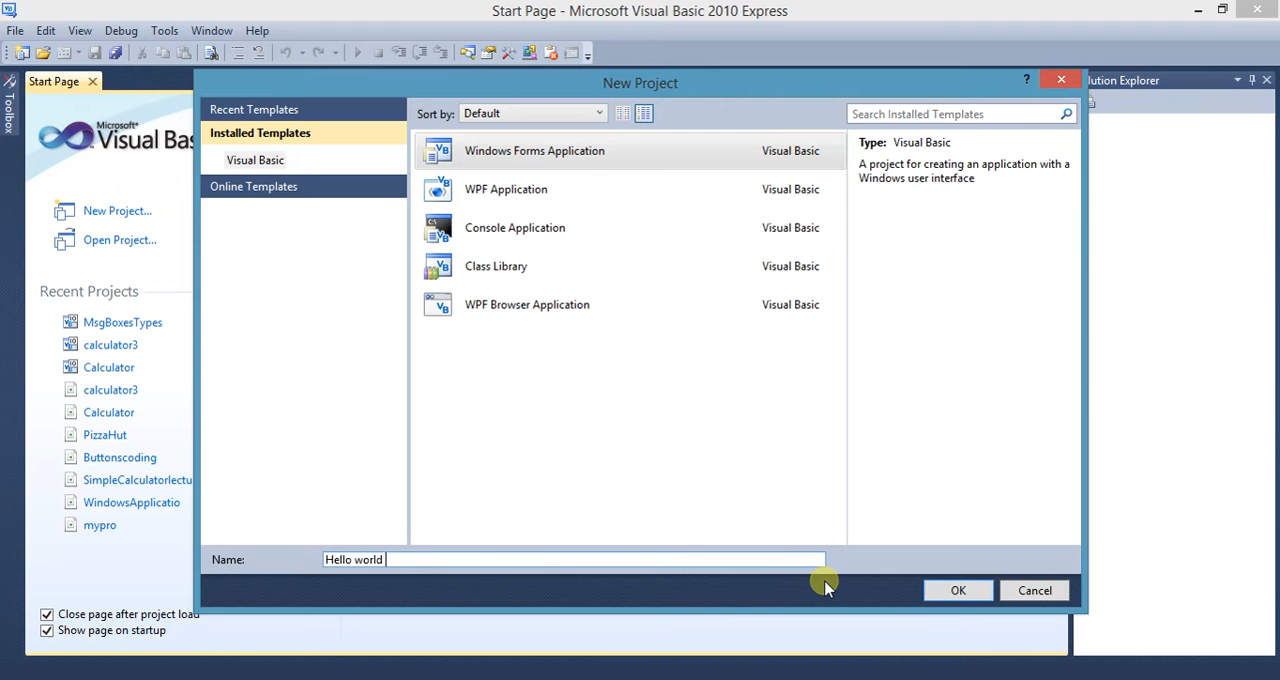 Start Page - Microsoft Visual Basic 2010 Express
File Edit View Debug Tools Window Help
Start Page
New Project
?
lution Explorer
Toolbox
Microsoft
Visual Bas
New Project...
Open Project...
Recent Projects
MsgBoxesTypes
calculator3
Calculator
calculator3
Calculator
PizzaHut
Buttonscoding
SimpleCalculatorlectu
WindowsApplicatio
mypro
Close page after project load
Show page on startup
Recent Templates
Installed Templates
Visual Basic
Online Templates
Sort by: Default
Search Installed Templates
Windows Forms Application Visual Basic
WPF Application Visual Basic
Console Application Visual Basic
Class Library Visual Basic
WPF Browser Application Visual Basic
Type: Visual Basic
A project for creating an application with a
Windows user interface
Name: Hello world
OK Cancel